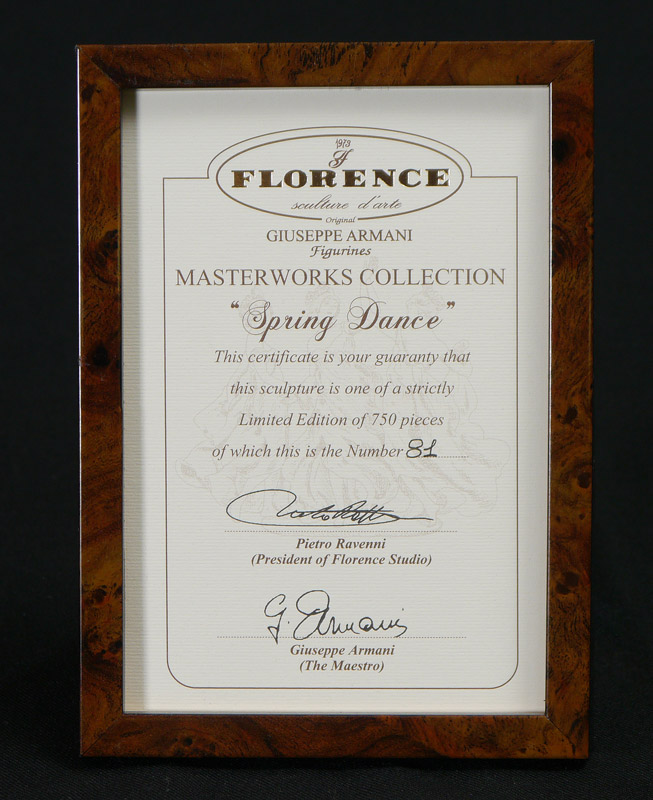 1973
FLORENCE
sculture d'arte
Original
GIUSEPPE ARMANI
Figurines
MASTERWORKS COLLECTION
“Spring Dance”
This certificate is your guaranty that
this sculpture is one of a strictly
Limited Edition of 750 pieces
of which this is the Number 81
Pietro Ravenni
(President of Florence Studio)
G. Armani
Giuseppe Armani
(The Maestro)